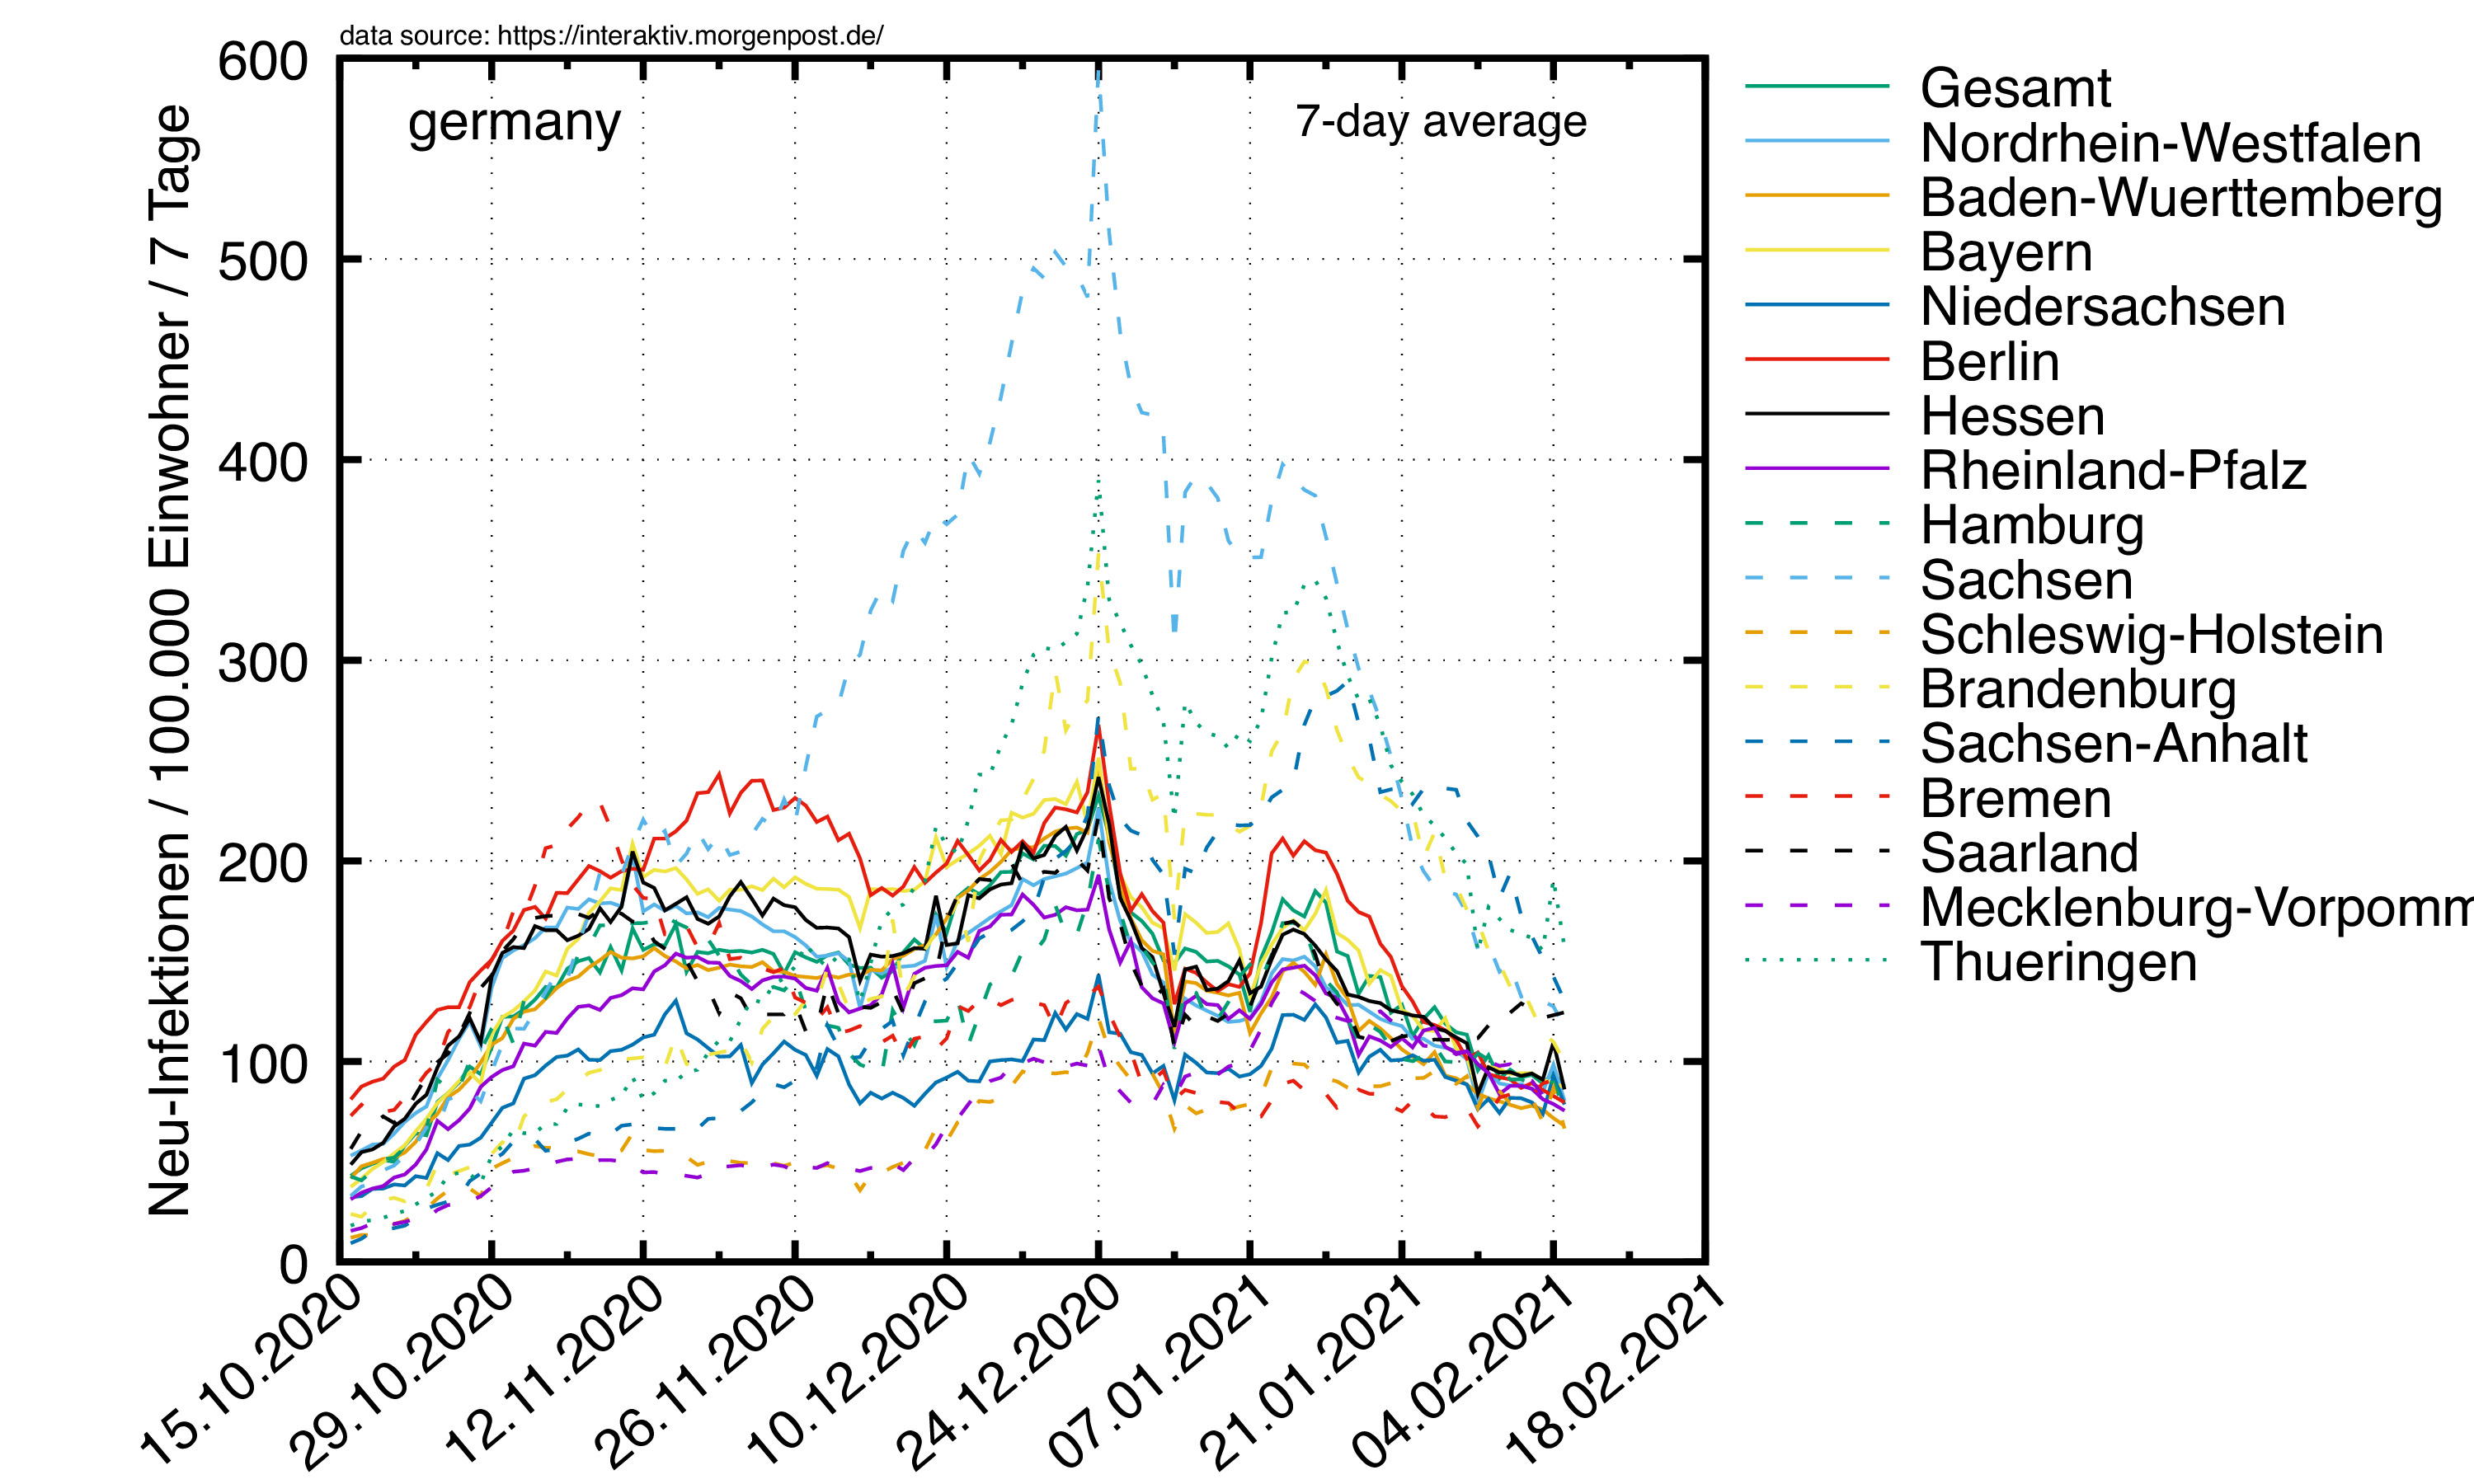 data source: https://interaktiv.morgenpost.de/
germany
7-day average
Neu-Infektionen / 100.000 Einwohner / 7 Tage
600
500
400
300
200
100
0
15.10.2020
29.10.2020
12.11.2020
26.11.2020
10.12.2020
24.12.2020
07.01.2021
21.01.2021
04.02.2021
18.02.2021
Gesamt
Nordrhein-Westfalen
Baden-Wuerttemberg
Bayern
Niedersachsen
Berlin
Hessen
Rheinland-Pfalz
Hamburg
Sachsen
Schleswig-Holstein
Brandenburg
Sachsen-Anhalt
Bremen
Saarland
Mecklenburg-Vorpomm
Thueringen